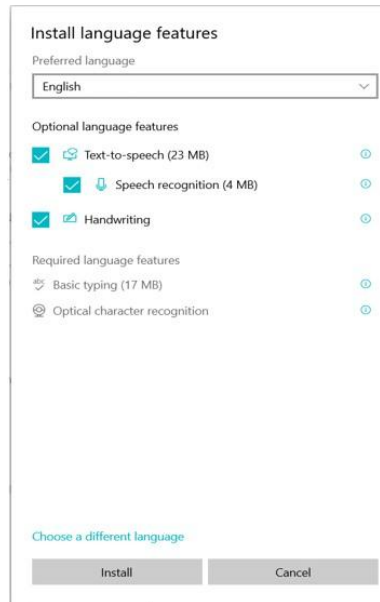 Install language features
Preferred language
English
Optional language features
Text-to-speech (23 MB)
Speech recognition (4 MB)
Handwriting
Required language features
abc Basic typing (17 MB)
Optical character recognition
Choose a different language
Install Cancel